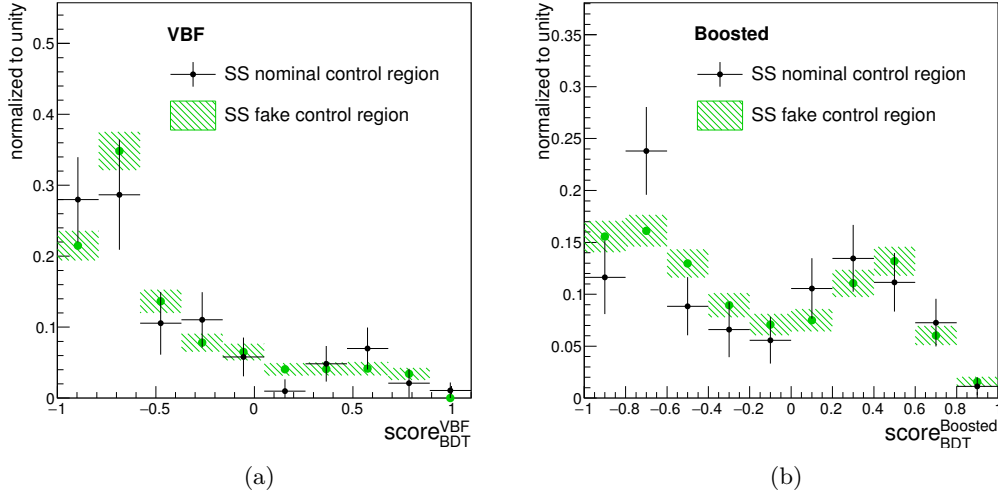 normalized to unity
0.5
0.4
0.3
0.2
0.1
0
VBF
SS nominal control region
SS fake control region
−1 −0.5 0 0.5 1
score VBF BDT
(a)
normalized to unity
0.35
0.3
0.25
0.2
0.15
0.1
0.05
0
Boosted
SS nominal control region
SS fake control region
−1 −0.8 −0.6 −0.4 −0.2 0 0.2 0.4 0.6 0.8 1
score Boosted BDT
(b)